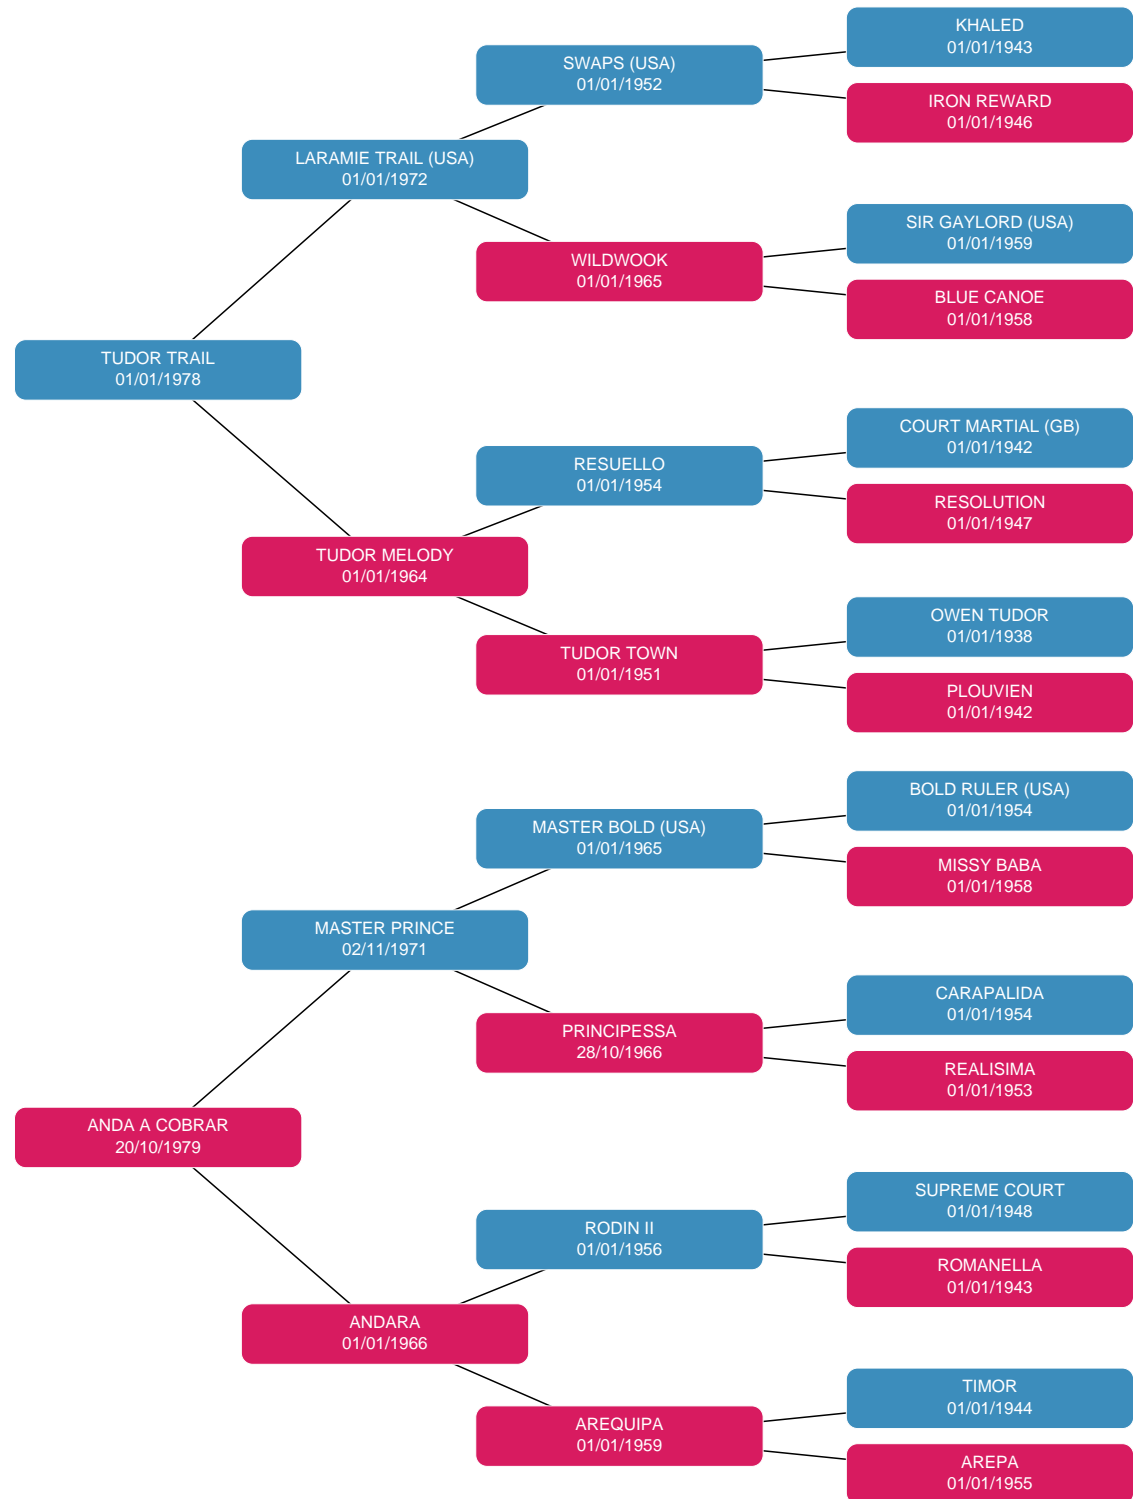 KHALED
01/01/1943
SWAPS (USA)
01/01/1952
IRON REWARD
01/01/1946
LARAMIE TRAIL (USA)
01/01/1972
SIR GAYLORD (USA)
01/01/1959
WILDWOOK
01/01/1965
BLUE CANOE
01/01/1958
TUDOR TRAIL
01/01/1978
COURT MARTIAL (GB)
01/01/1942
RESUELLO
01/01/1954
RESOLUTION
01/01/1947
TUDOR MELODY
01/01/1964
OWEN TUDOR
01/01/1938
TUDOR TOWN
01/01/1951
PLOUVIEN
01/01/1942
BOLD RULER (USA)
01/01/1954
MASTER BOLD (USA)
01/01/1965
MISSY BABA
01/01/1958
MASTER PRINCE
02/11/1971
CARAPALIDA
01/01/1954
PRINCIPESSA
28/10/1966
REALISIMA
01/01/1953
ANDA A COBRAR
20/10/1979
SUPREME COURT
01/01/1948
RODIN II
01/01/1956
ROMANELLA
01/01/1943
ANDARA
01/01/1966
TIMOR
01/01/1944
AREQUIPA
01/01/1959
AREPA
01/01/1955